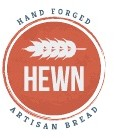 HAND FORGED
HEWN
ARTISAN BREAD